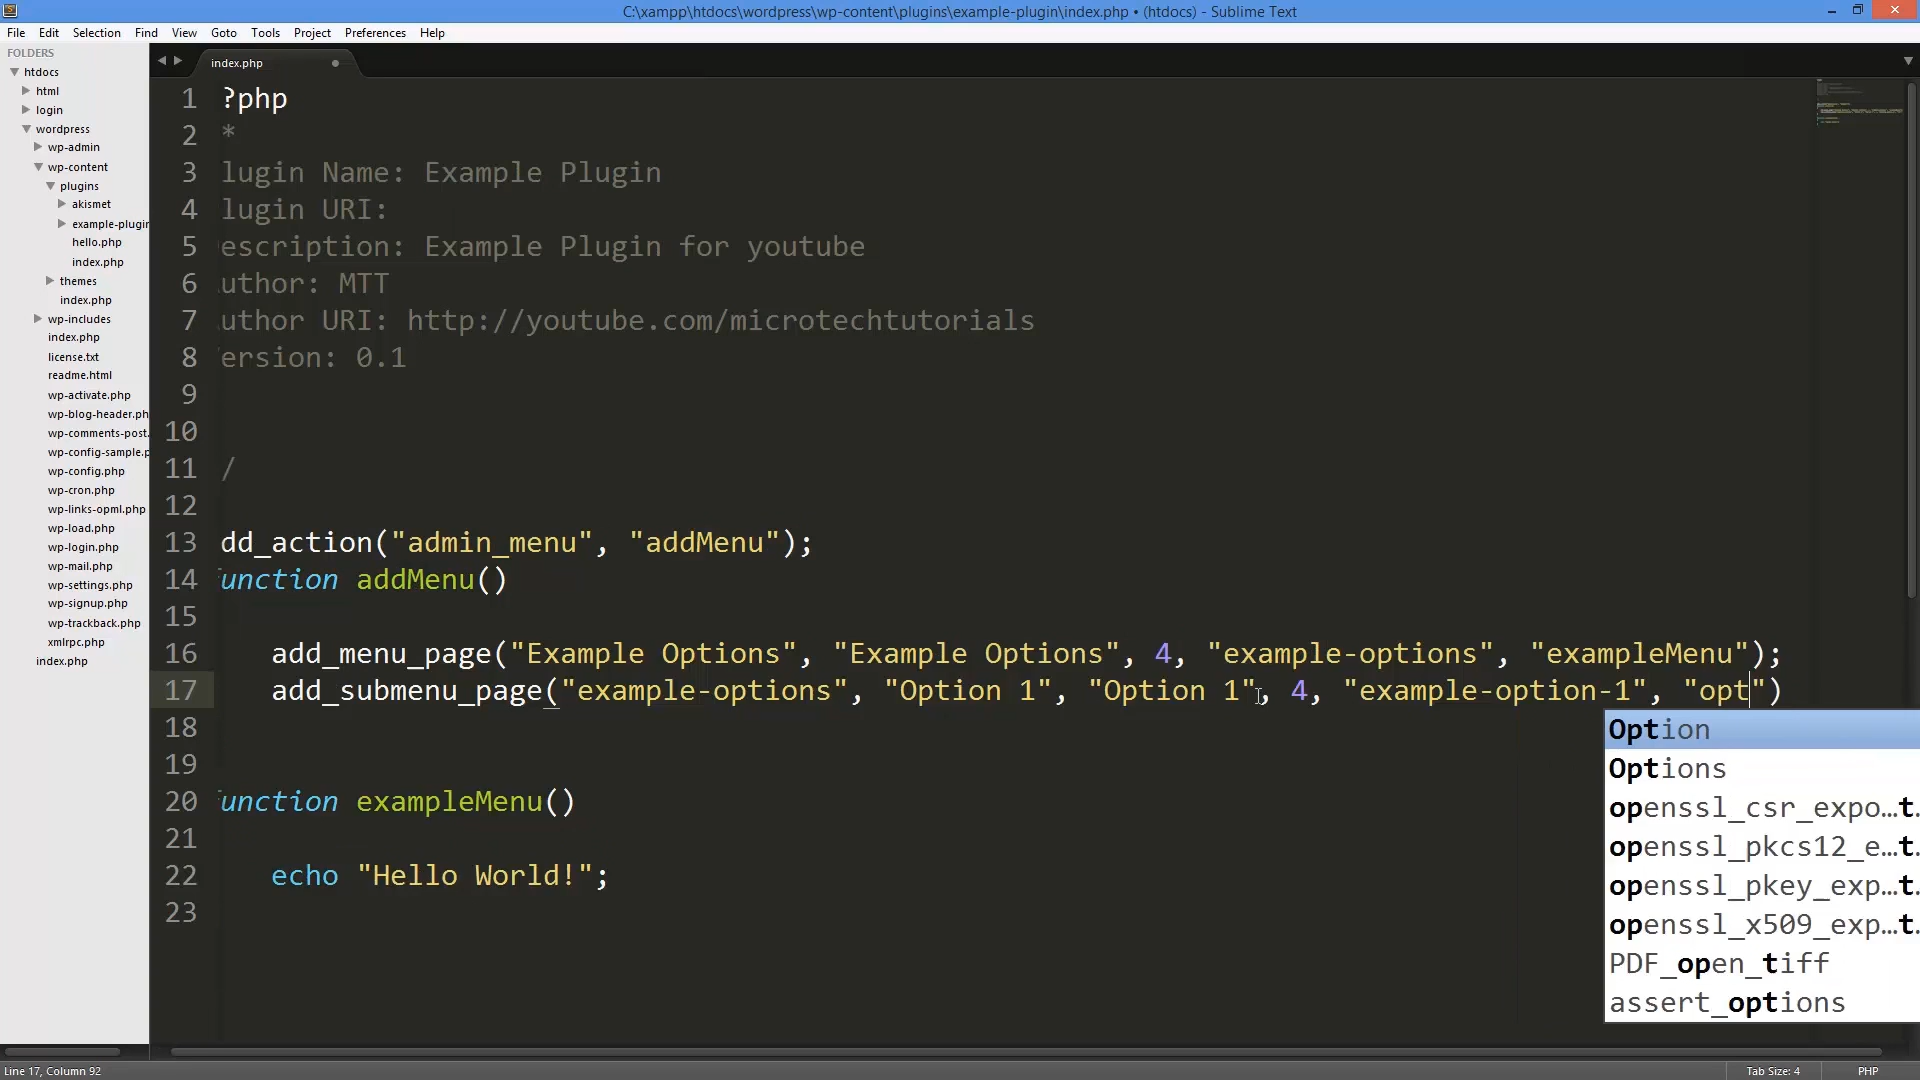 C:\xampp\htdocs\wordpress\wp-content\plugins\example-plugin\index.php • (htdocs) - Sublime Text
File Edit Selection Find View Goto Tools Project Preferences Help
FOLDERS
htdocs
html
login
wordpress
wp-admin
wp-content
plugins
akismet
example-plugin
hello.php
index.php
themes
index.php
wp-includes
index.php
license.txt
readme.html
wp-activate.php
wp-blog-header.ph
wp-comments-post.
wp-config-sample.p
wp-config.php
wp-cron.php
wp-links-opml.php
wp-load.php
wp-login.php
wp-mail.php
wp-settings.php
wp-signup.php
wp-trackback.php
xmlrpc.php
index.php
index.php
1 ?php
2 *
3 lugin Name: Example Plugin
4 lugin URI:
5 escription: Example Plugin for youtube
6 uthor: MTT
7 uthor URI: http://youtube.com/microtechtutorials
8 ersion: 0.1
9
10
11 /
12
13 dd_action("admin_menu", "addMenu");
14 unction addMenu()
15
16 add_menu_page("Example Options", "Example Options", 4, "example-options", "exampleMenu");
17 add_submenu_page("example-options", "Option 1", "Option 1", 4, "example-option-1", "opt")
18
19
20 unction exampleMenu()
21
22 echo "Hello World!";
23
Option
Options
openssl_csr_expo…t.
openssl_pkcs12_e…t.
openssl_pkey_exp…t.
openssl_x509_exp…t.
PDF_open_tiff
assert_options
Line 17, Column 92
Tab Size: 4
PHP